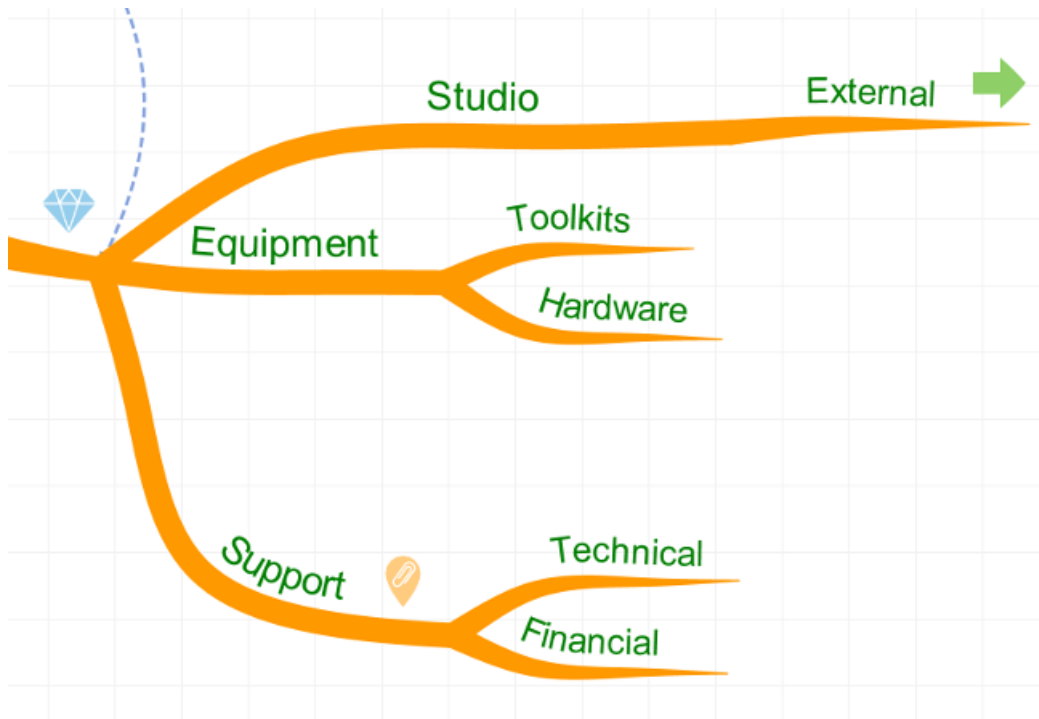 Studio
External
Equipment
Toolkits
Hardware
Support
Technical
Financial